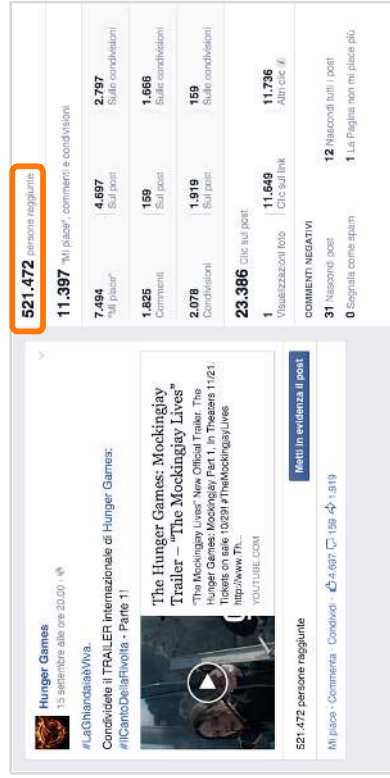 Hunger Games
15 settembre alle ore 20.00
#LaGhiandaiaèViva.
Condividete il TRAILER internazionale di Hunger Games:
#IlCantoDellaRivolta - Parte 1!
The Hunger Games: Mockingjay
Trailer – "The Mockingjay Lives"
"The Mockingjay Lives" New Official Trailer. The
Hunger Games: Mockingjay Part 1, In Theaters 11/21.
Tickets on sale 10/29! #TheMockingjayLives
http://www.Th...
YOUTUBE.COM
521.472 persone raggiunte
Metti in evidenza il post
Mi piace · Commenta · Condividi · 4.697 159 1.919
521.472 persone raggiunte
11.397 "Mi piace", commenti e condivisioni
7.494 4.697 2.797
"Mi piace" Sul post Sulle condivisioni
1.825 159 1.666
Commenti Sul post Sulle condivisioni
2.078 1.919 159
Condivisioni Sul post Sulle condivisioni
23.386 Clic sul post
1 11.649 11.736
Visualizzazioni foto Clic sul link Altri clic
COMMENTI NEGATIVI
31 Nascondi post 12 Nascondi tutti i post
0 Segnala come spam 1 La Pagina non mi piace più